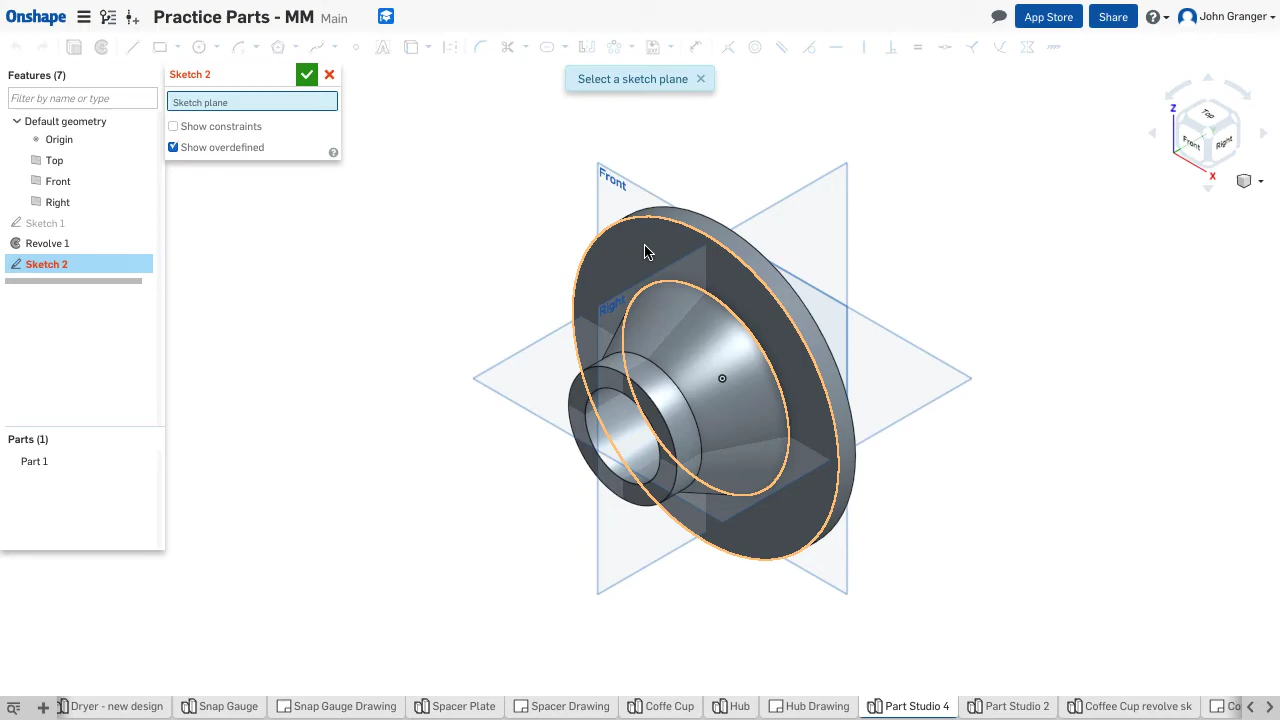 Onshape
Practice Parts - MM Main
App Store
Share
John Granger
Features (7)
Filter by name or type
Default geometry
Origin
Top
Front
Right
Sketch 1
Revolve 1
Sketch 2
Parts (1)
Part 1
Sketch 2
Sketch plane
Show constraints
Show overdefined
Select a sketch plane
Front
Right
Z
Top
Front
Right
X
Dryer - new design
Snap Gauge
Snap Gauge Drawing
Spacer Plate
Spacer Drawing
Coffe Cup
Hub
Hub Drawing
Part Studio 4
Part Studio 2
Coffee Cup revolve sk
Co